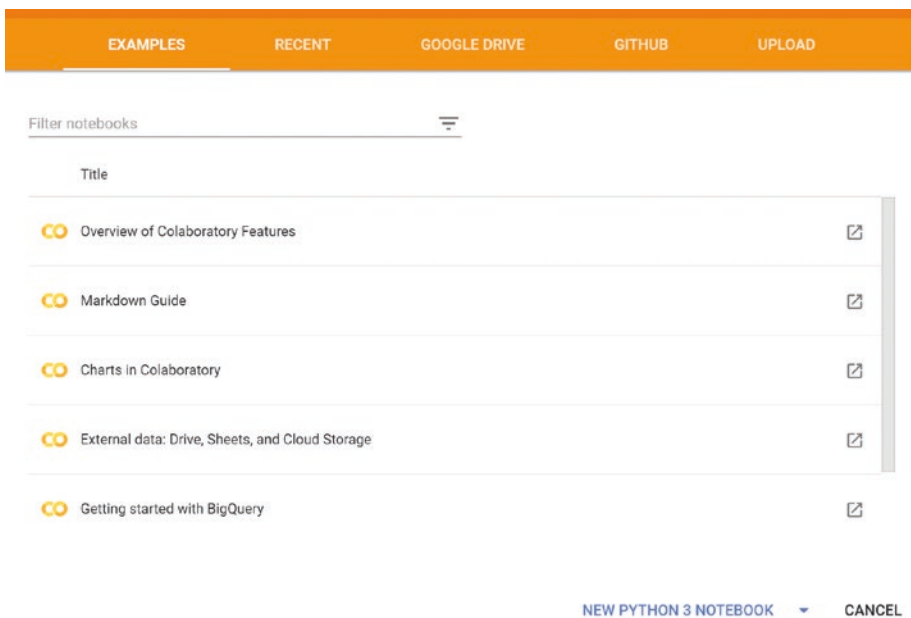 EXAMPLES RECENT GOOGLE DRIVE GITHUB UPLOAD
Filter notebooks
Title
CO Overview of Colaboratory Features
CO Markdown Guide
CO Charts in Colaboratory
CO External data: Drive, Sheets, and Cloud Storage
CO Getting started with BigQuery
NEW PYTHON 3 NOTEBOOK CANCEL